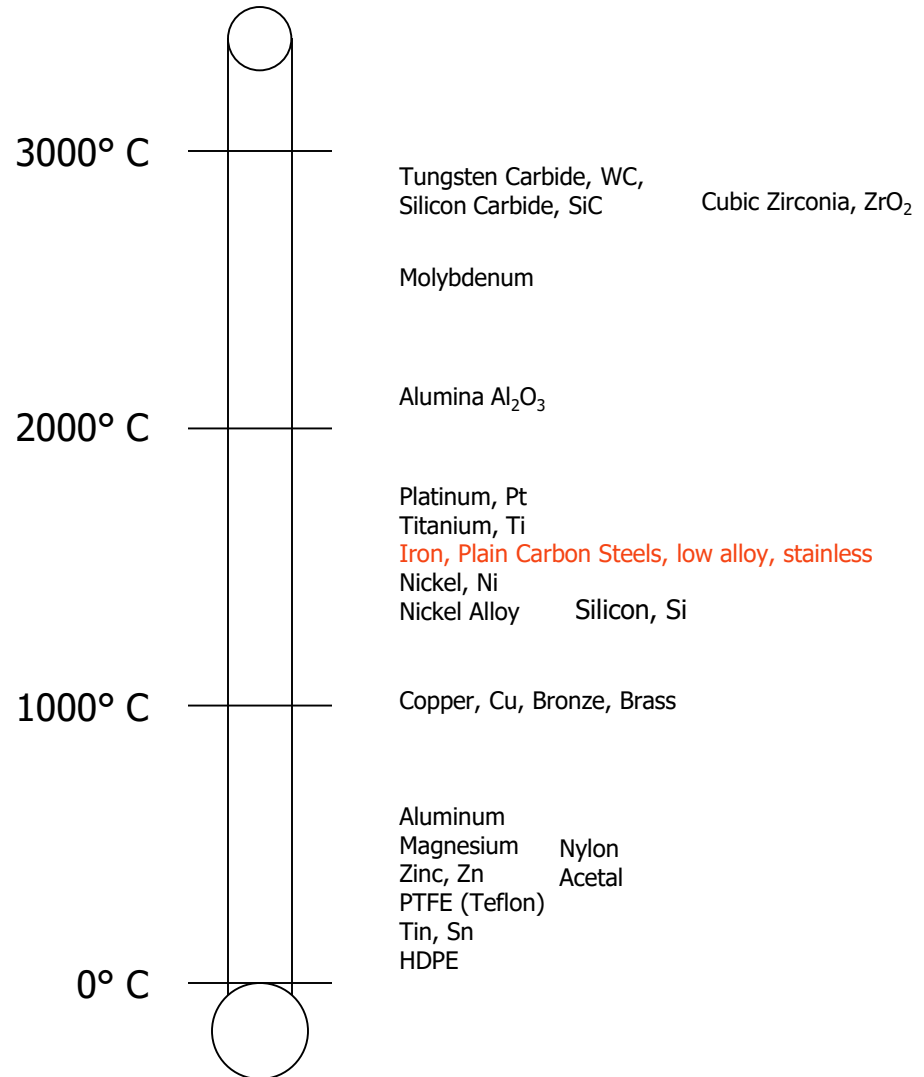 3000° C
Tungsten Carbide, WC,
Silicon Carbide, SiC
Cubic Zirconia, ZrO₂
Molybdenum
Alumina Al₂O₃
2000° C
Platinum, Pt
Titanium, Ti
Iron, Plain Carbon Steels, low alloy, stainless
Nickel, Ni
Nickel Alloy
Silicon, Si
1000° C
Copper, Cu, Bronze, Brass
Aluminum
Magnesium
Zinc, Zn
PTFE (Teflon)
Tin, Sn
HDPE
Nylon
Acetal
0° C